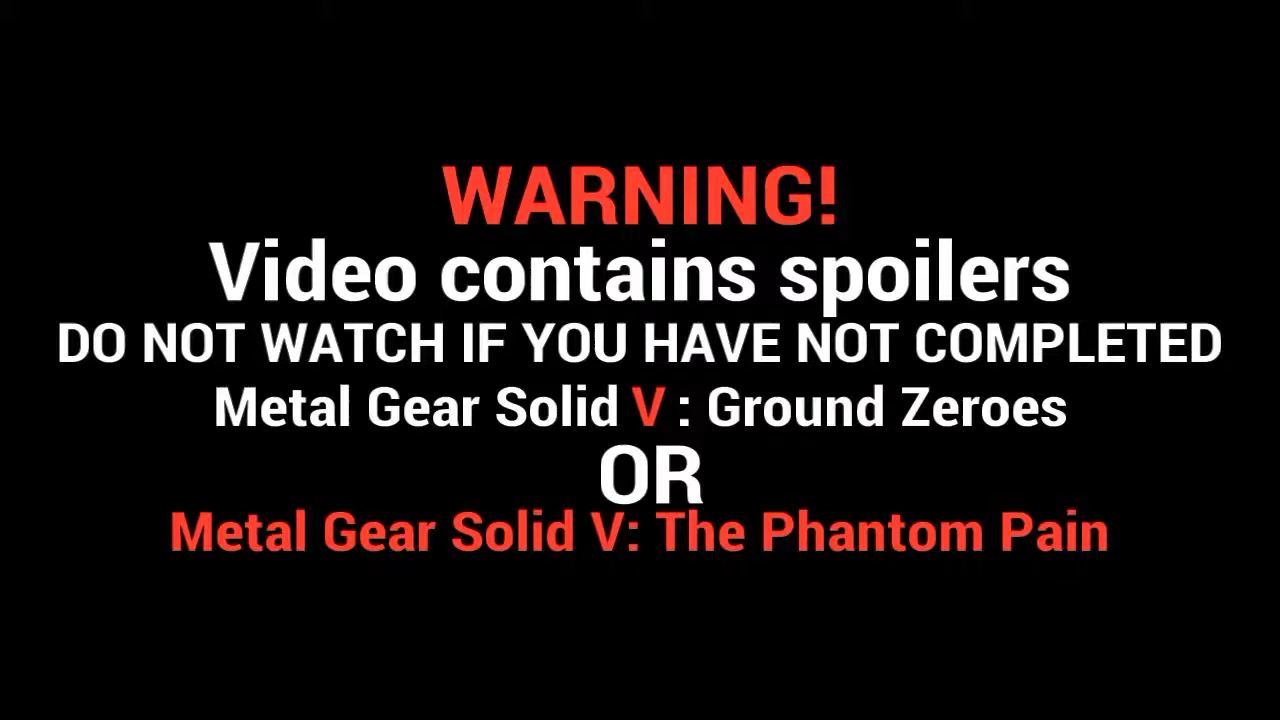 WARNING!
Video contains spoilers
DO NOT WATCH IF YOU HAVE NOT COMPLETED
Metal Gear Solid V : Ground Zeroes
OR
Metal Gear Solid V: The Phantom Pain